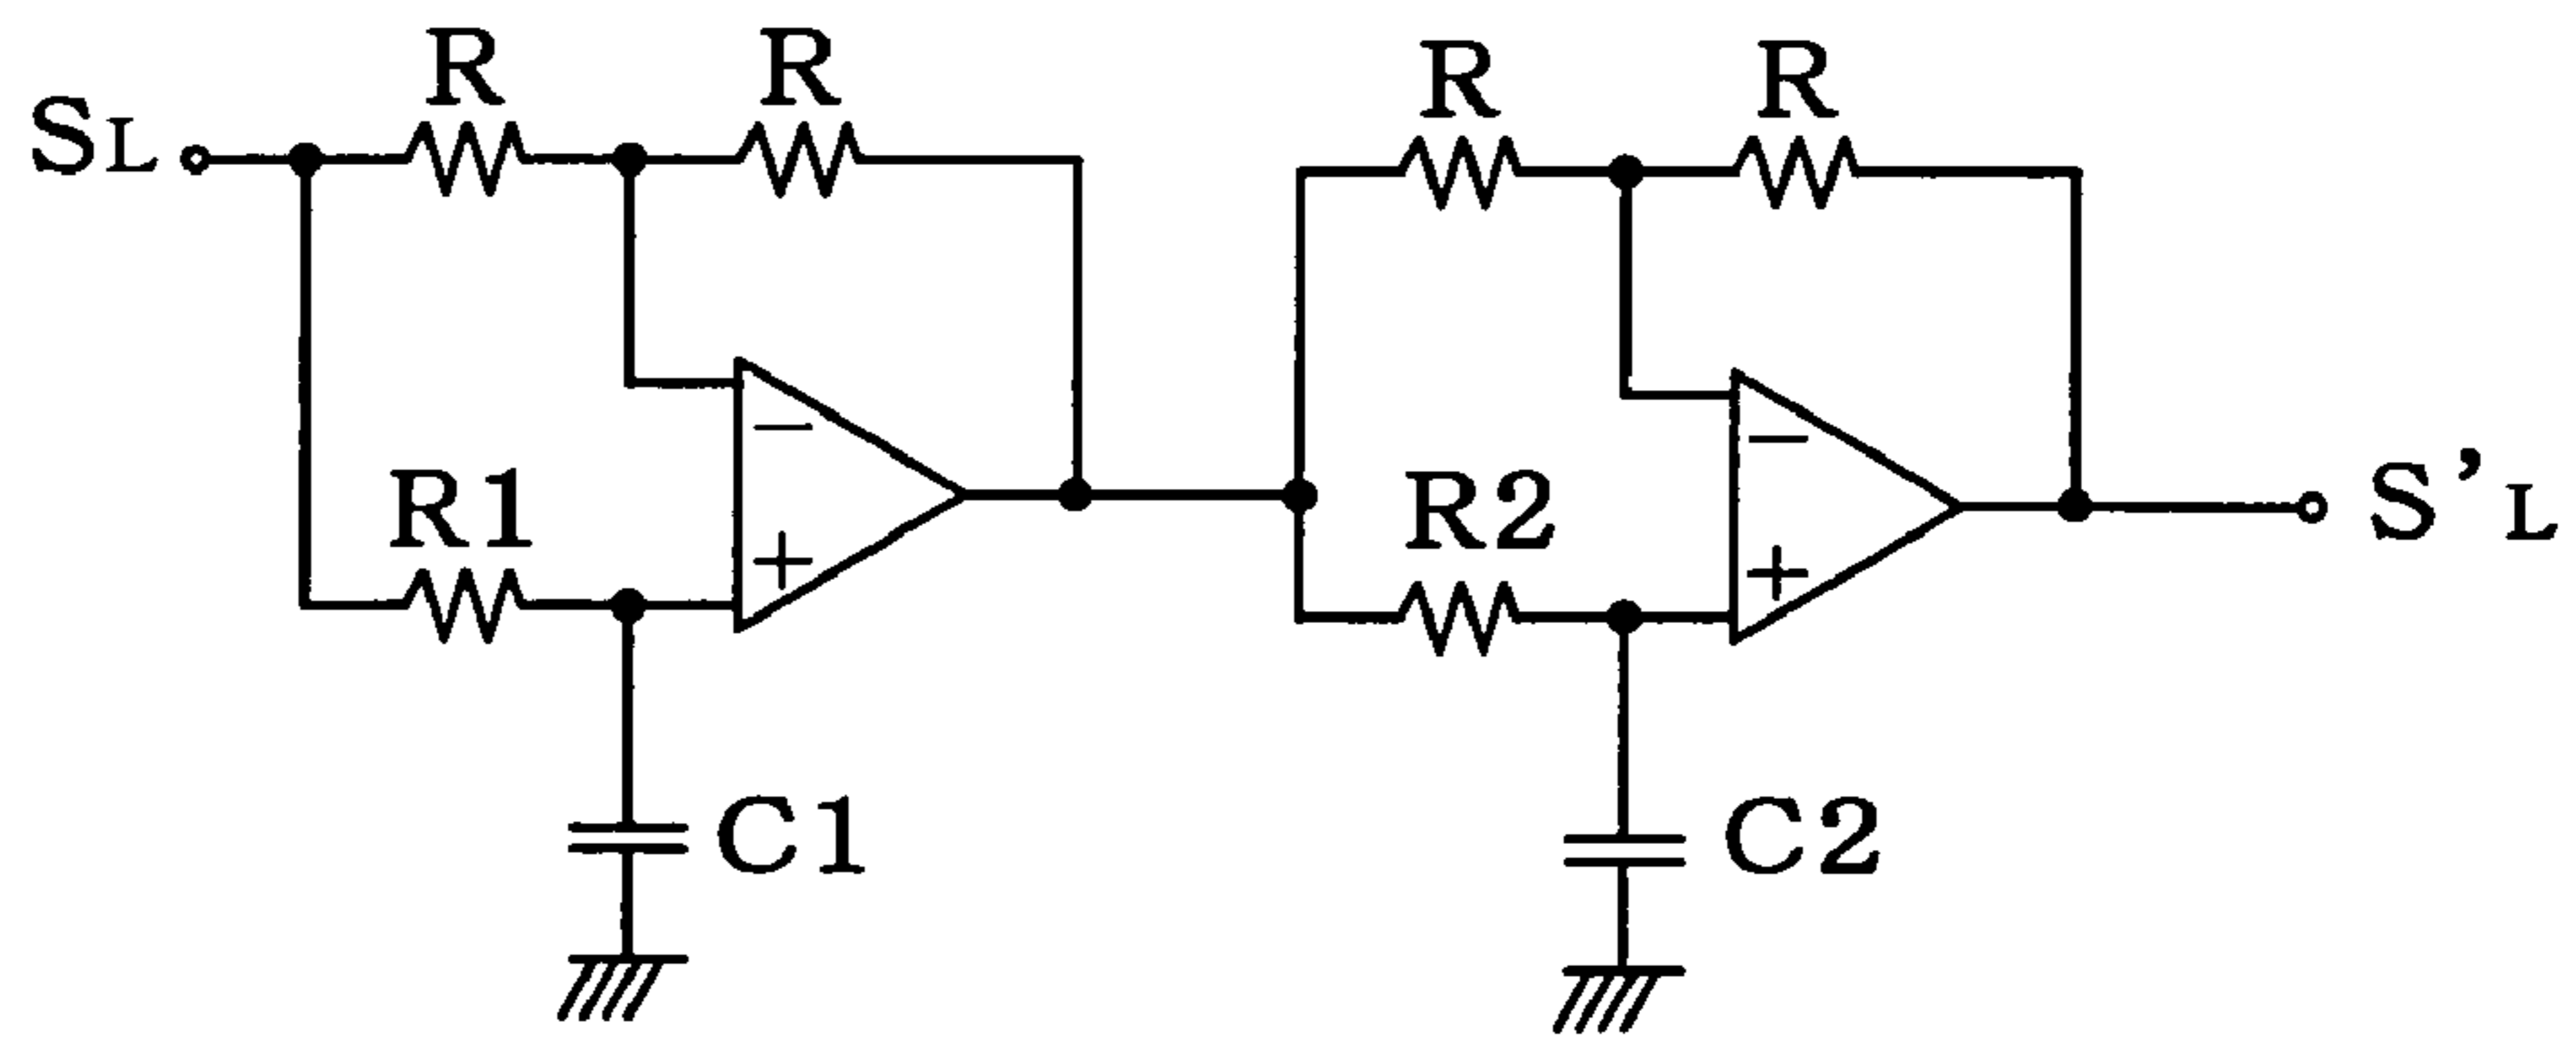 R R R R
SL
R1 R2
− −
S'L
+ +
C1 C2